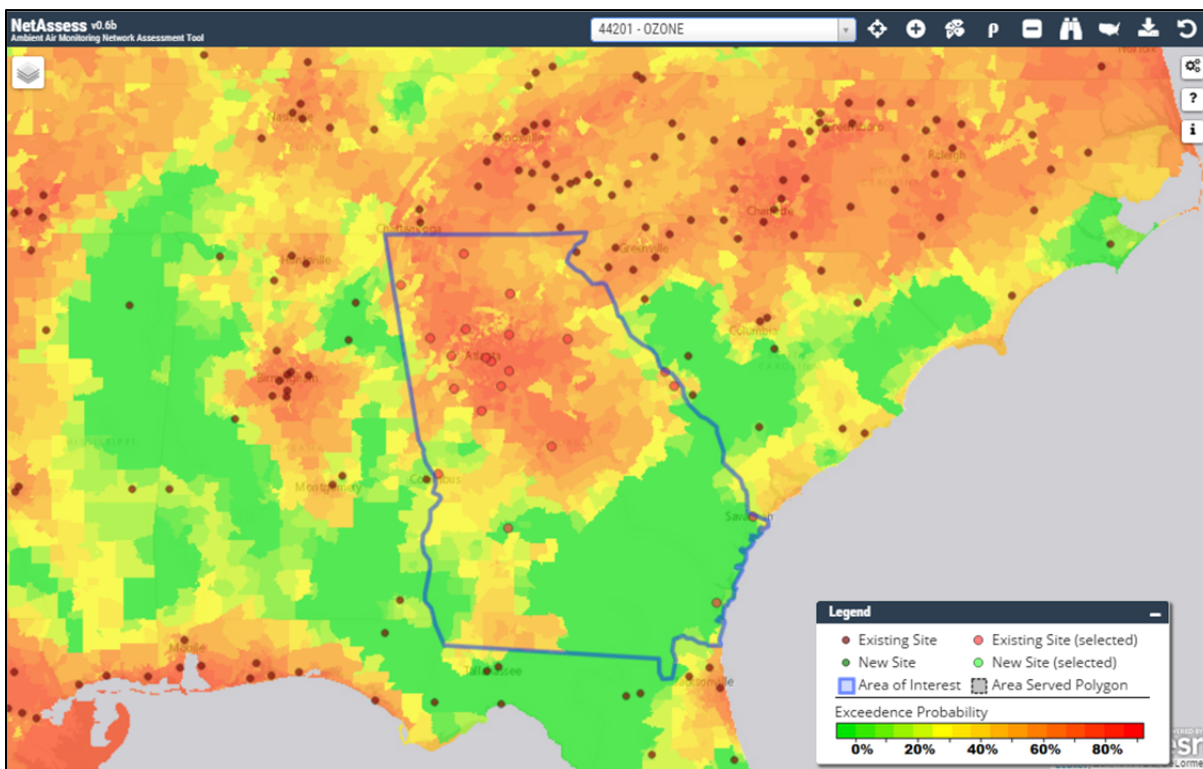 NetAssess v0.6b
Ambient Air Monitoring Network Assessment Tool
44201 - OZONE
ρ
?
i
Nashville
Knoxville
Greensboro
Raleigh
Charlotte
Chattanooga
Greenville
Huntsville
Columbia
Atlanta
Birmingham
MISSISSIPPI
Columbus
Montgomery
Savannah
Mobile
Tallahassee
Jacksonville
Legend
Existing Site
Existing Site (selected)
New Site
New Site (selected)
Area of Interest
Area Served Polygon
Exceedence Probability
0% 20% 40% 60% 80%